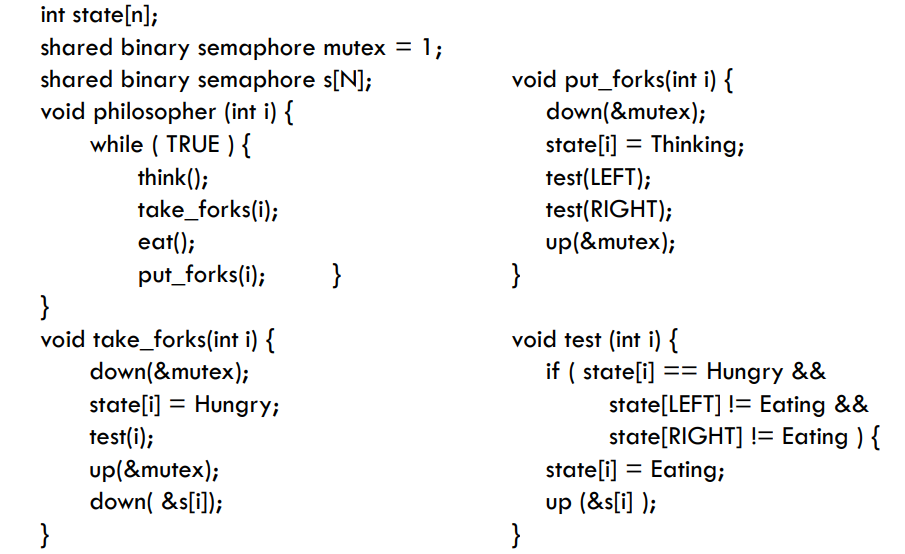 int state[n];
shared binary semaphore mutex = 1;
shared binary semaphore s[N];
void philosopher (int i) {
while ( TRUE ) {
think();
take_forks(i);
eat();
put_forks(i); }
}
void take_forks(int i) {
down(&mutex);
state[i] = Hungry;
test(i);
up(&mutex);
down( &s[i]);
}
void put_forks(int i) {
down(&mutex);
state[i] = Thinking;
test(LEFT);
test(RIGHT);
up(&mutex);
}
void test (int i) {
if ( state[i] == Hungry &&
state[LEFT] != Eating &&
state[RIGHT] != Eating ) {
state[i] = Eating;
up (&s[i] );
}